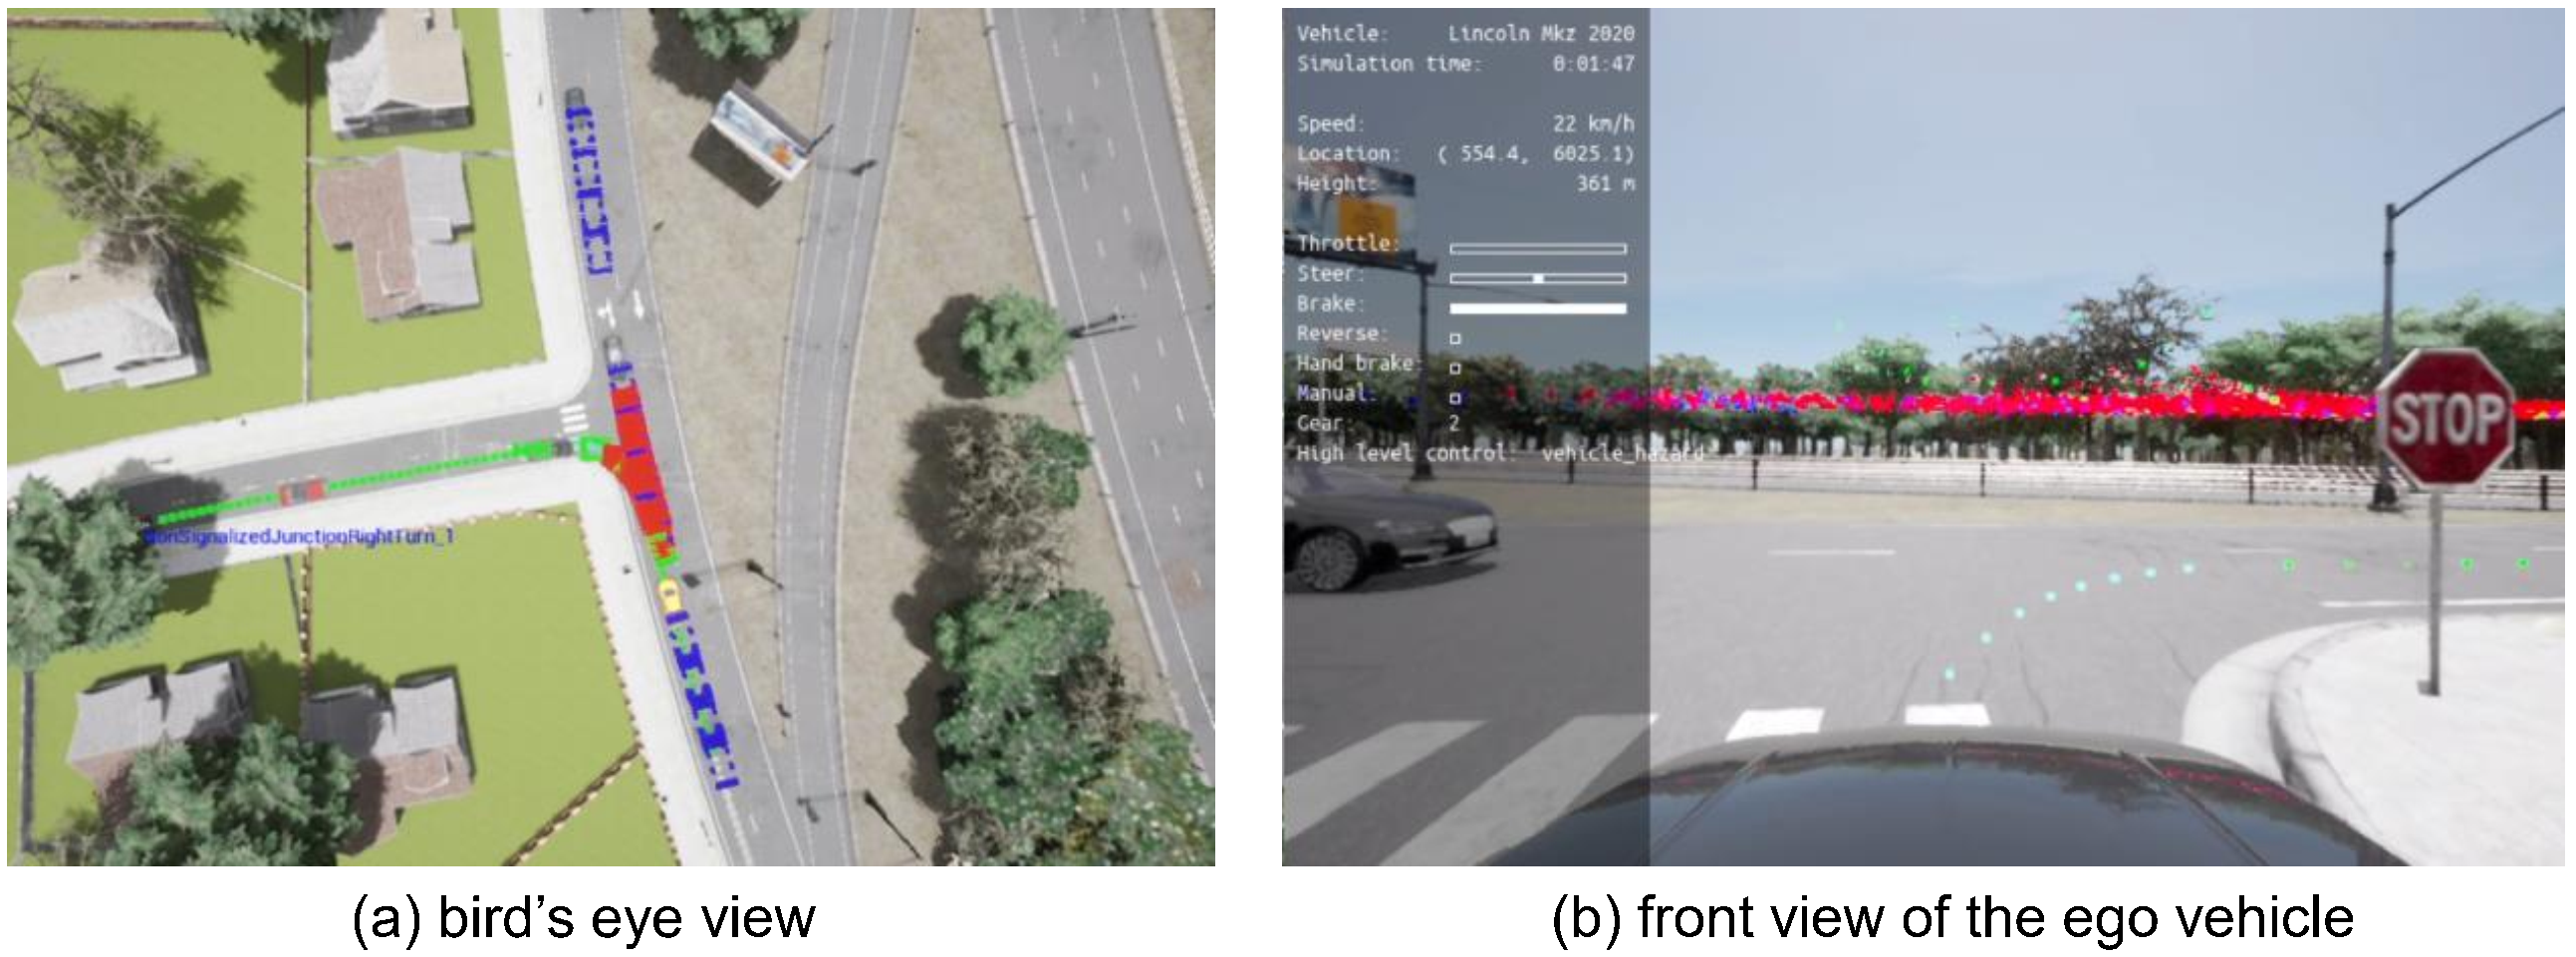 NonSignalizedJunctionRightTurn_1
Vehicle: Lincoln Mkz 2020
Simulation time: 0:01:47
Speed: 22 km/h
Location: ( 554.4, 6025.1)
Height: 361 m
Throttle:
Steer:
Brake:
Reverse:
Hand brake:
Manual:
Gear: 2
High level control: vehicle_hazard
STOP
(a) bird's eye view
(b) front view of the ego vehicle